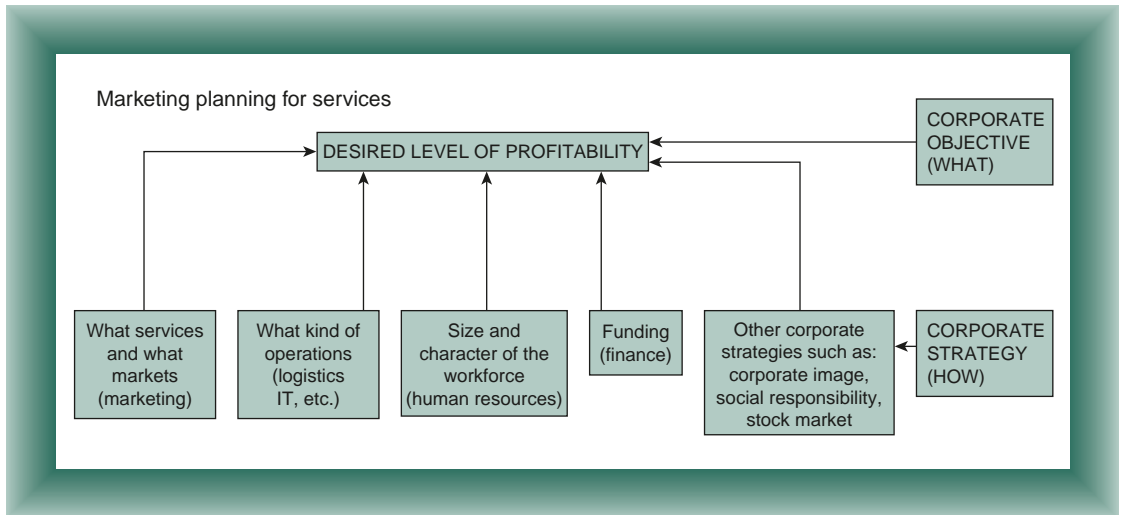 Marketing planning for services
DESIRED LEVEL OF PROFITABILITY
CORPORATE
OBJECTIVE
(WHAT)
What services
and what
markets
(marketing)
What kind of
operations
(logistics
IT, etc.)
Size and
character of the
workforce
(human resources)
Funding
(finance)
Other corporate
strategies such as:
corporate image,
social responsibility,
stock market
CORPORATE
STRATEGY
(HOW)